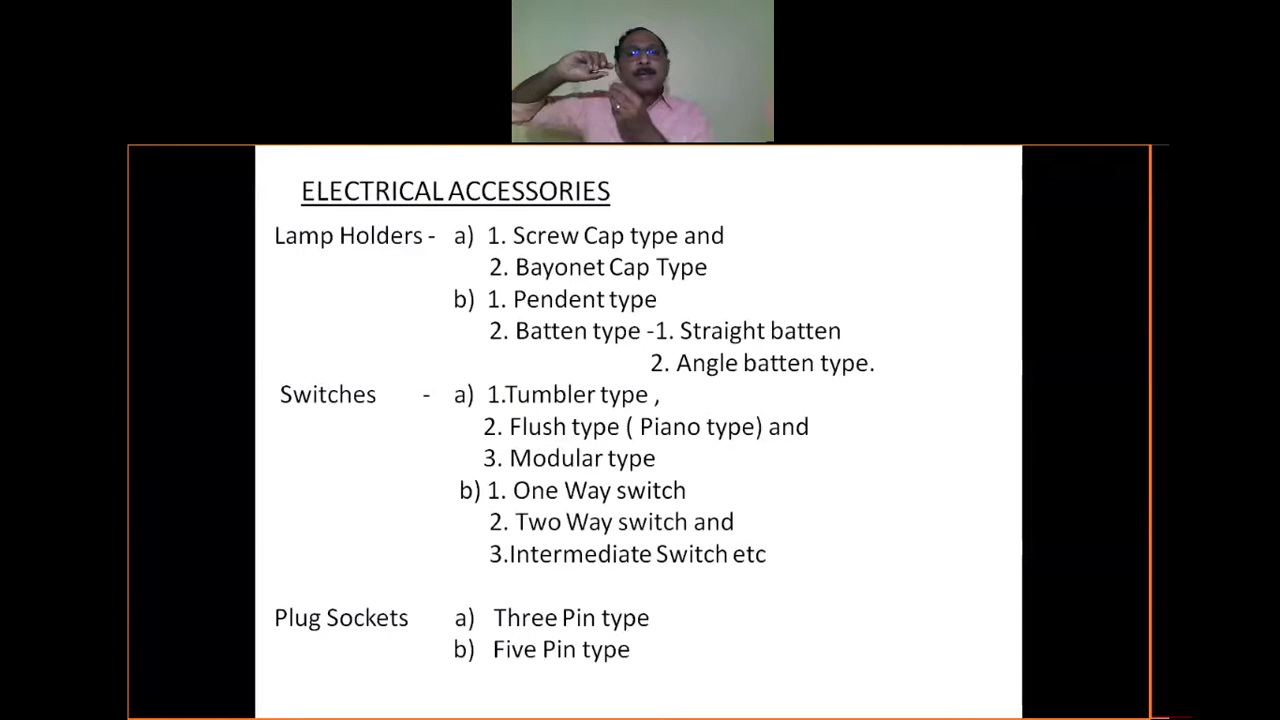 ELECTRICAL ACCESSORIES
Lamp Holders - a) 1. Screw Cap type and
2. Bayonet Cap Type
b) 1. Pendent type
2. Batten type -1. Straight batten
2. Angle batten type.
Switches - a) 1.Tumbler type ,
2. Flush type ( Piano type) and
3. Modular type
b) 1. One Way switch
2. Two Way switch and
3.Intermediate Switch etc
Plug Sockets a) Three Pin type
b) Five Pin type